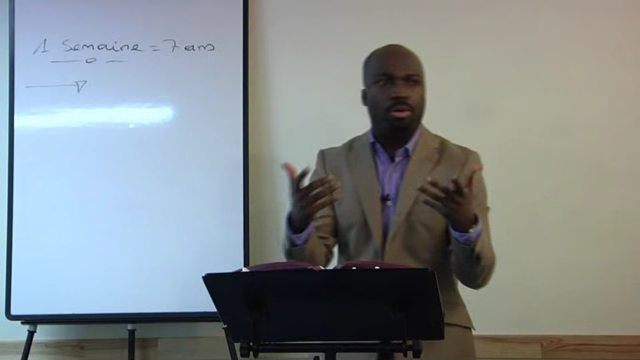 1 Semaine = 7 ans